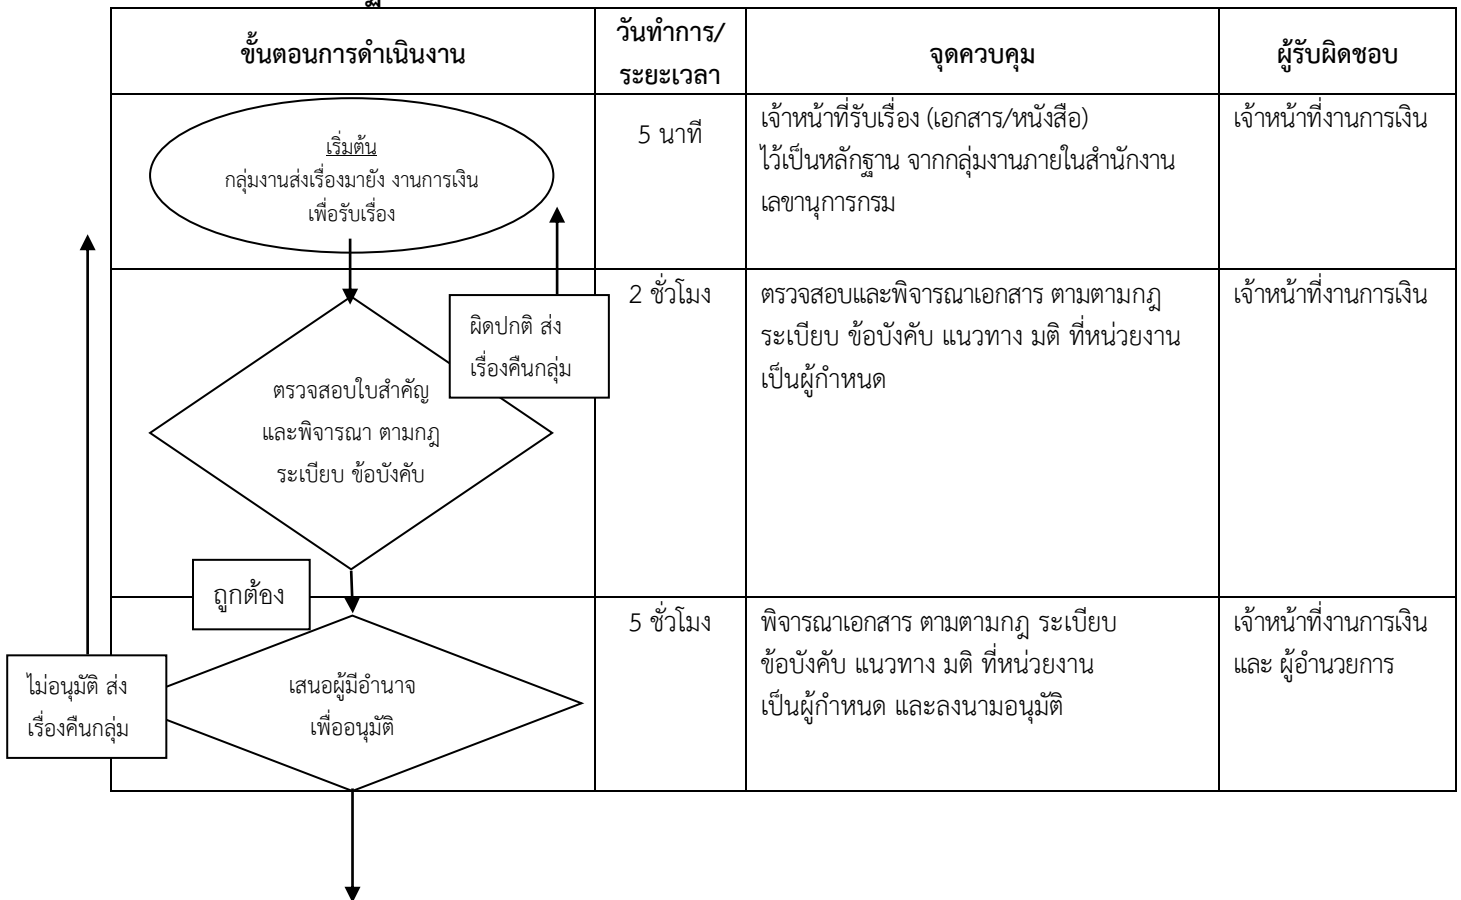 ขั้นตอนการดำเนินงาน
วันทำการ/
ระยะเวลา
จุดควบคุม
ผู้รับผิดชอบ
เริ่มต้น
กลุ่มงานส่งเรื่องมายัง งานการเงิน
เพื่อรับเรื่อง
5 นาที
เจ้าหน้าที่รับเรื่อง (เอกสาร/หนังสือ)
ไว้เป็นหลักฐาน จากกลุ่มงานภายในสำนักงาน
เลขานุการกรม
เจ้าหน้าที่งานการเงิน
ผิดปกติ ส่ง
เรื่องคืนกลุ่ม
ตรวจสอบใบสำคัญ
และพิจารณา ตามกฎ
ระเบียบ ข้อบังคับ
2 ชั่วโมง
ตรวจสอบและพิจารณาเอกสาร ตามตามกฎ
ระเบียบ ข้อบังคับ แนวทาง มติ ที่หน่วยงาน
เป็นผู้กำหนด
เจ้าหน้าที่งานการเงิน
ถูกต้อง
ไม่อนุมัติ ส่ง
เรื่องคืนกลุ่ม
เสนอผู้มีอำนาจ
เพื่ออนุมัติ
5 ชั่วโมง
พิจารณาเอกสาร ตามตามกฎ ระเบียบ
ข้อบังคับ แนวทาง มติ ที่หน่วยงาน
เป็นผู้กำหนด และลงนามอนุมัติ
เจ้าหน้าที่งานการเงิน
และ ผู้อำนวยการ